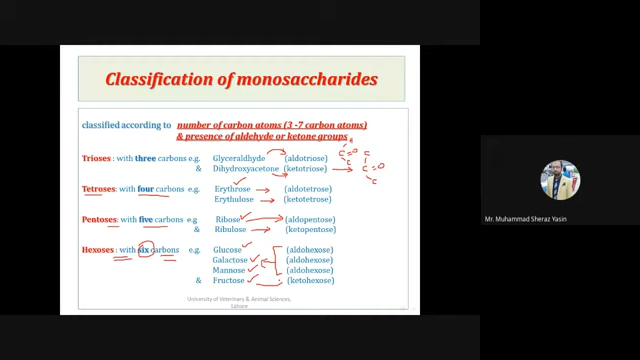 Classification of monosaccharides
classified according to number of carbon atoms (3 -7 carbon atoms)
& presence of aldehyde or ketone groups
Trioses : with three carbons e.g. Glyceraldhyde (aldotriose)
& Dihydroxyacetone (ketotriose)
Tetroses : with four carbons e.g. Erythrose (aldotetrose)
& Erythulose (ketotetrose)
Pentoses : with five carbons e.g. Ribose (aldopentose)
& Ribulose (ketopentose)
Hexoses : with six carbons e.g. Glucose (aldohexose)
Galactose (aldohexose)
Mannose (aldohexose)
& Fructose (ketohexose)
University of Veterinary & Animal Sciences,
Lahore
H
C=O
C
C
C=O
C
Mr. Muhammad Sheraz Yasin